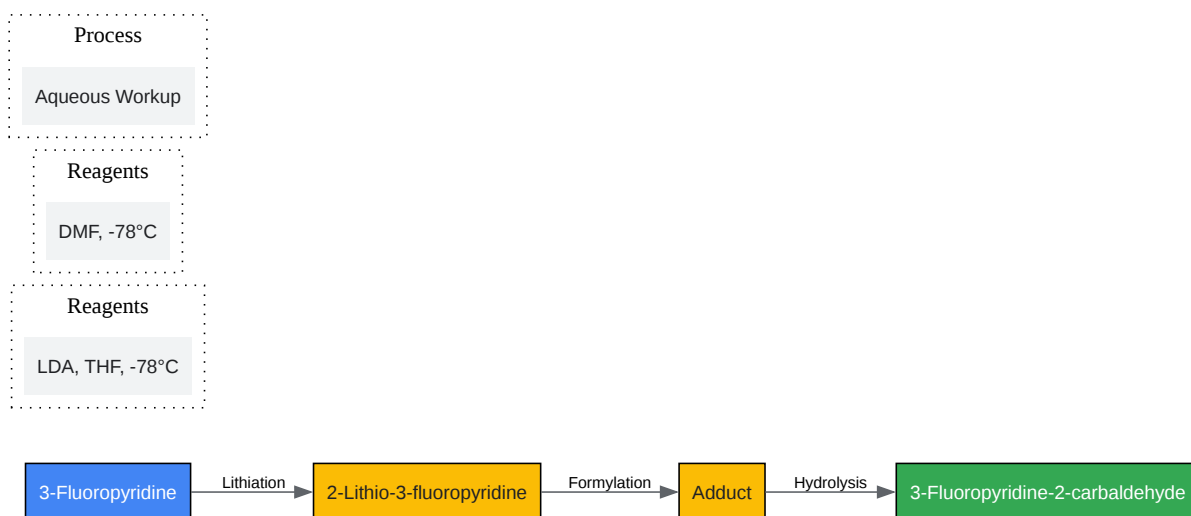 Process
Aqueous Workup
Reagents
DMF, -78°C
Reagents
LDA, THF, -78°C
3-Fluoropyridine
Lithiation
2-Lithio-3-fluoropyridine
Formylation
Adduct
Hydrolysis
3-Fluoropyridine-2-carbaldehyde